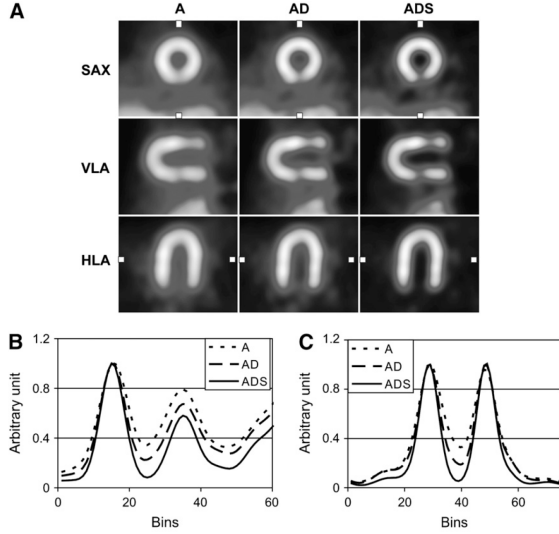 A
A AD ADS
SAX
VLA
HLA
B
1.2
0.8
0.4
0
Arbitrary unit
0 20 40 60
Bins
A
AD
ADS
C
1.2
0.8
0.4
0
Arbitrary unit
0 20 40 60
Bins
A
AD
ADS